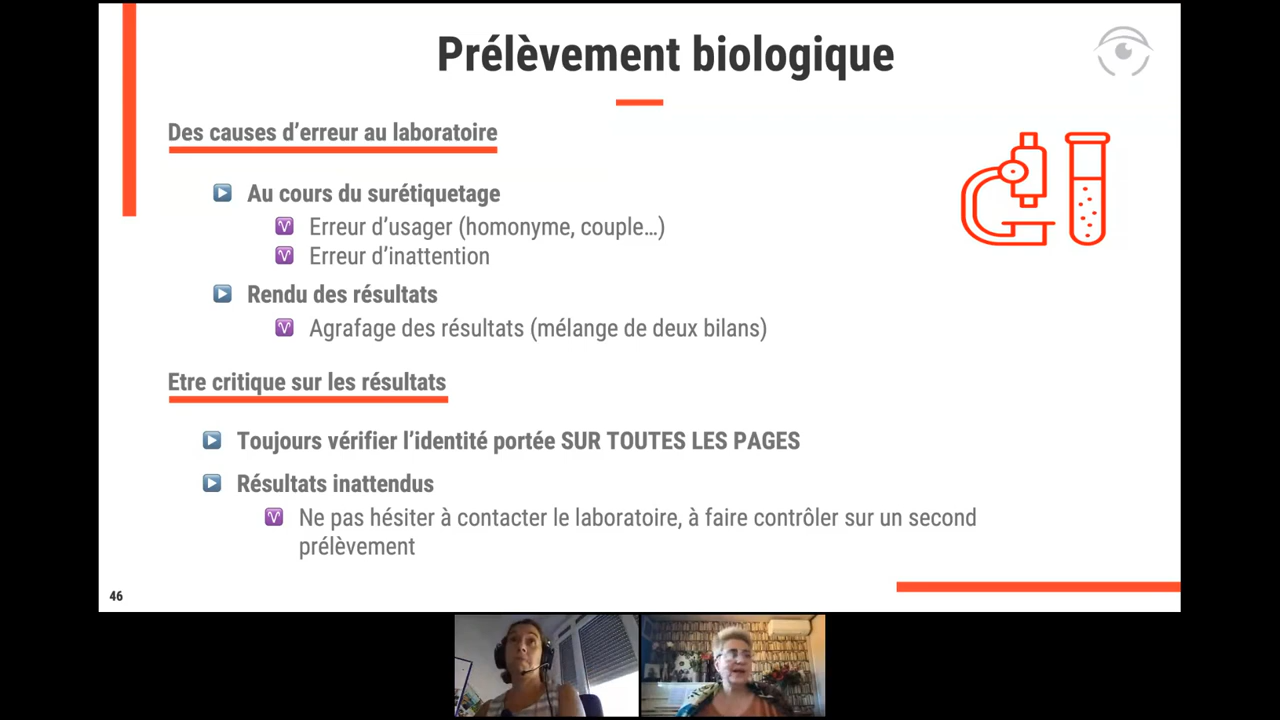 Prélèvement biologique
Des causes d'erreur au laboratoire
Au cours du surétiquetage
Erreur d'usager (homonyme, couple…)
Erreur d'inattention
Rendu des résultats
Agrafage des résultats (mélange de deux bilans)
Etre critique sur les résultats
Toujours vérifier l'identité portée SUR TOUTES LES PAGES
Résultats inattendus
Ne pas hésiter à contacter le laboratoire, à faire contrôler sur un second
prélèvement
46